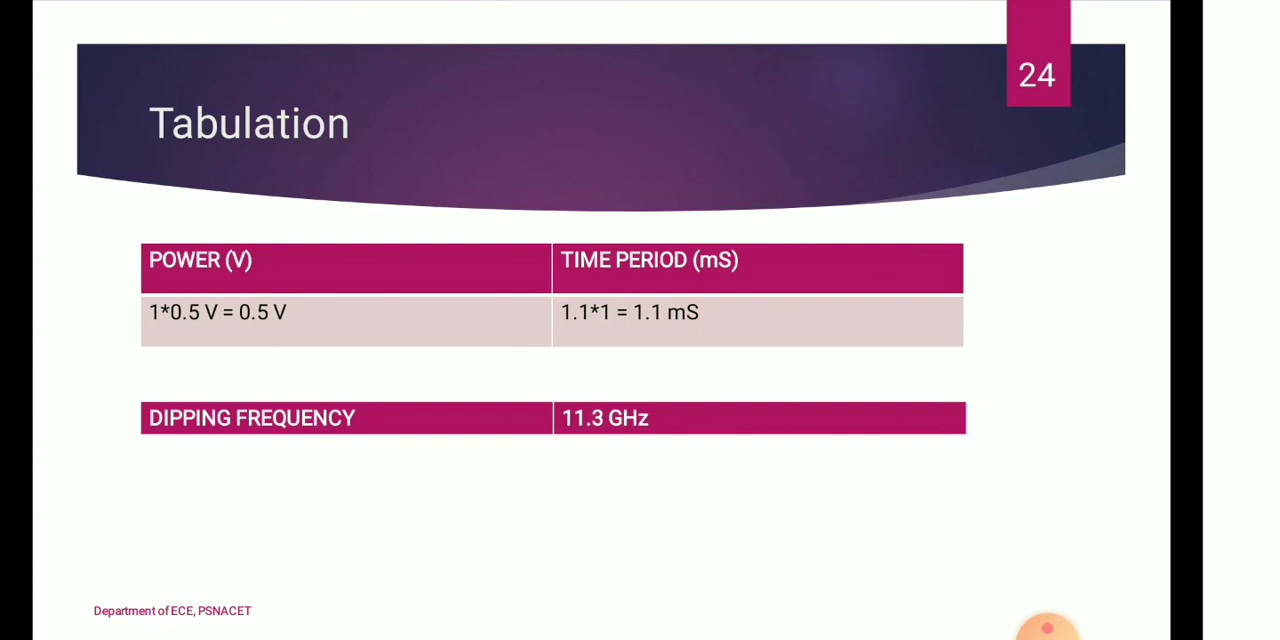 24
Tabulation
POWER (V) TIME PERIOD (mS)
1*0.5 V = 0.5 V 1.1*1 = 1.1 mS
DIPPING FREQUENCY 11.3 GHz
Department of ECE, PSNACET